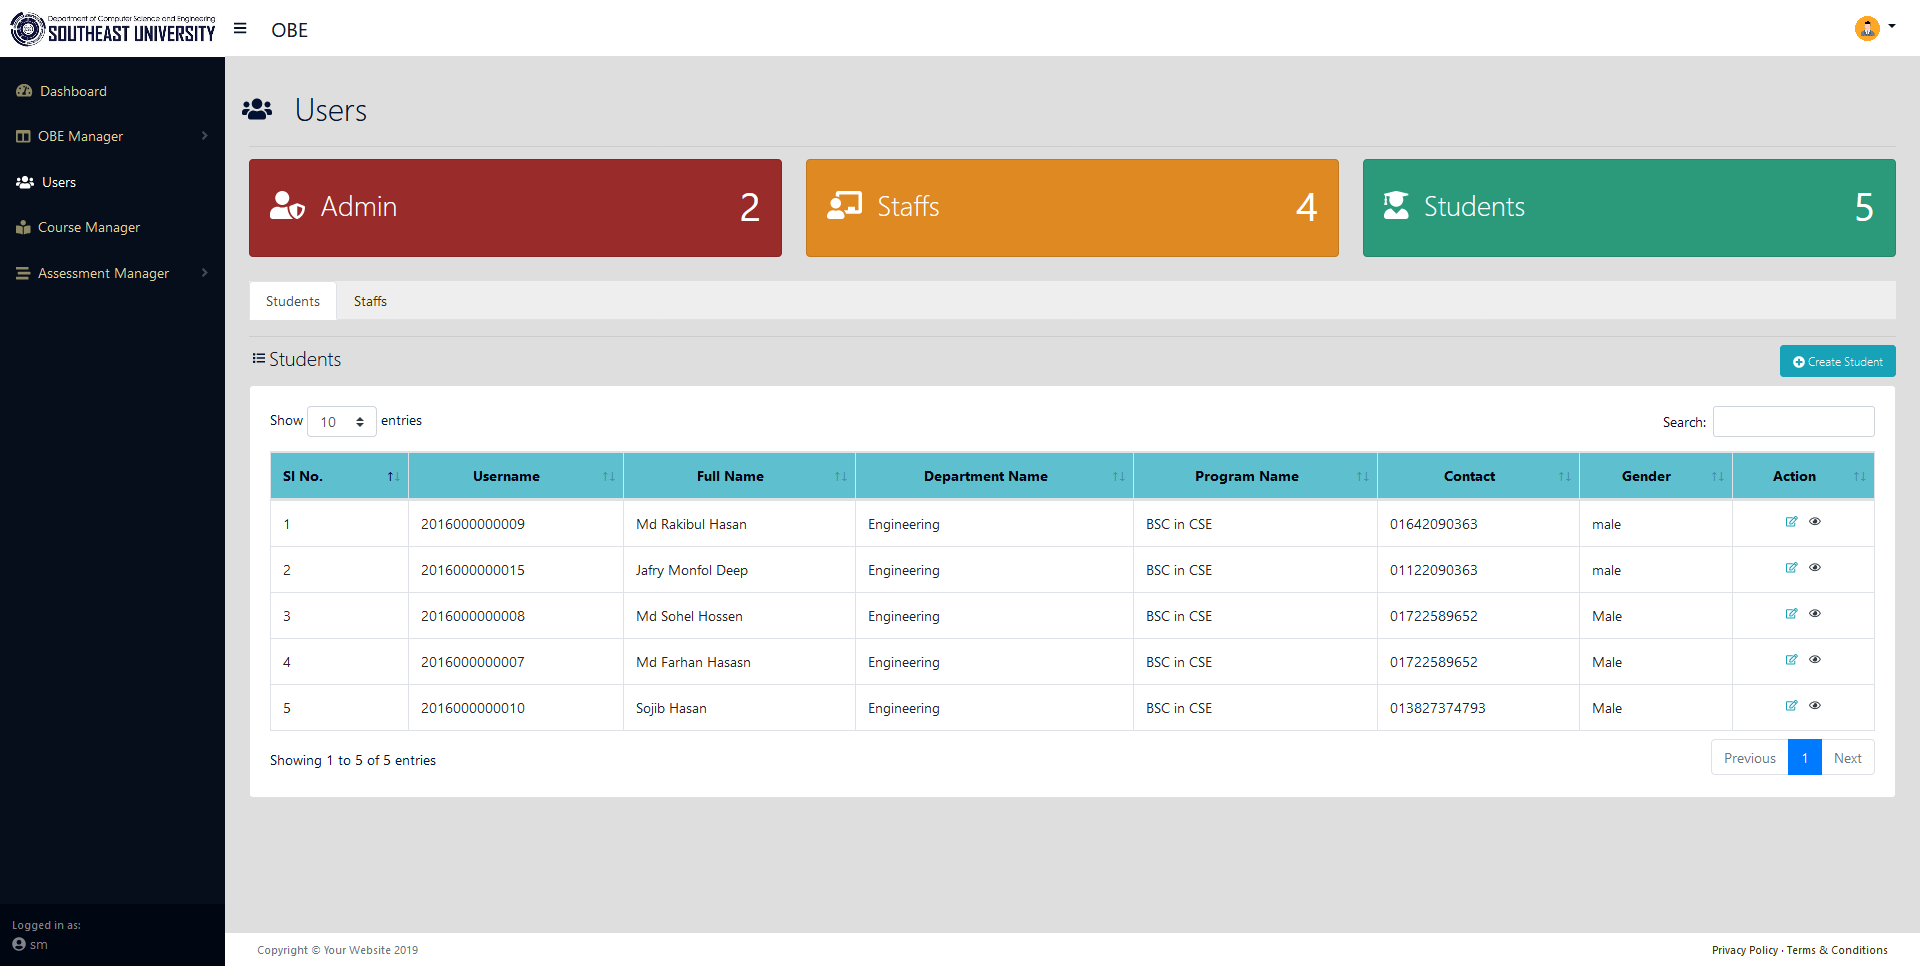 Department of Computer Science and Engineering
SOUTHEAST UNIVERSITY
OBE
Dashboard
OBE Manager
Users
Course Manager
Assessment Manager
Logged in as:
sm
Users
Admin 2
Staffs 4
Students 5
Students Staffs
Students
Create Student
Show 10 entries
Search:
Sl No. Username Full Name Department Name Program Name Contact Gender Action
1 2016000000009 Md Rakibul Hasan Engineering BSC in CSE 01642090363 male
2 2016000000015 Jafry Monfol Deep Engineering BSC in CSE 01122090363 male
3 2016000000008 Md Sohel Hossen Engineering BSC in CSE 01722589652 Male
4 2016000000007 Md Farhan Hasasn Engineering BSC in CSE 01722589652 Male
5 2016000000010 Sojib Hasan Engineering BSC in CSE 013827374793 Male
Showing 1 to 5 of 5 entries
Previous 1 Next
Copyright © Your Website 2019
Privacy Policy · Terms & Conditions